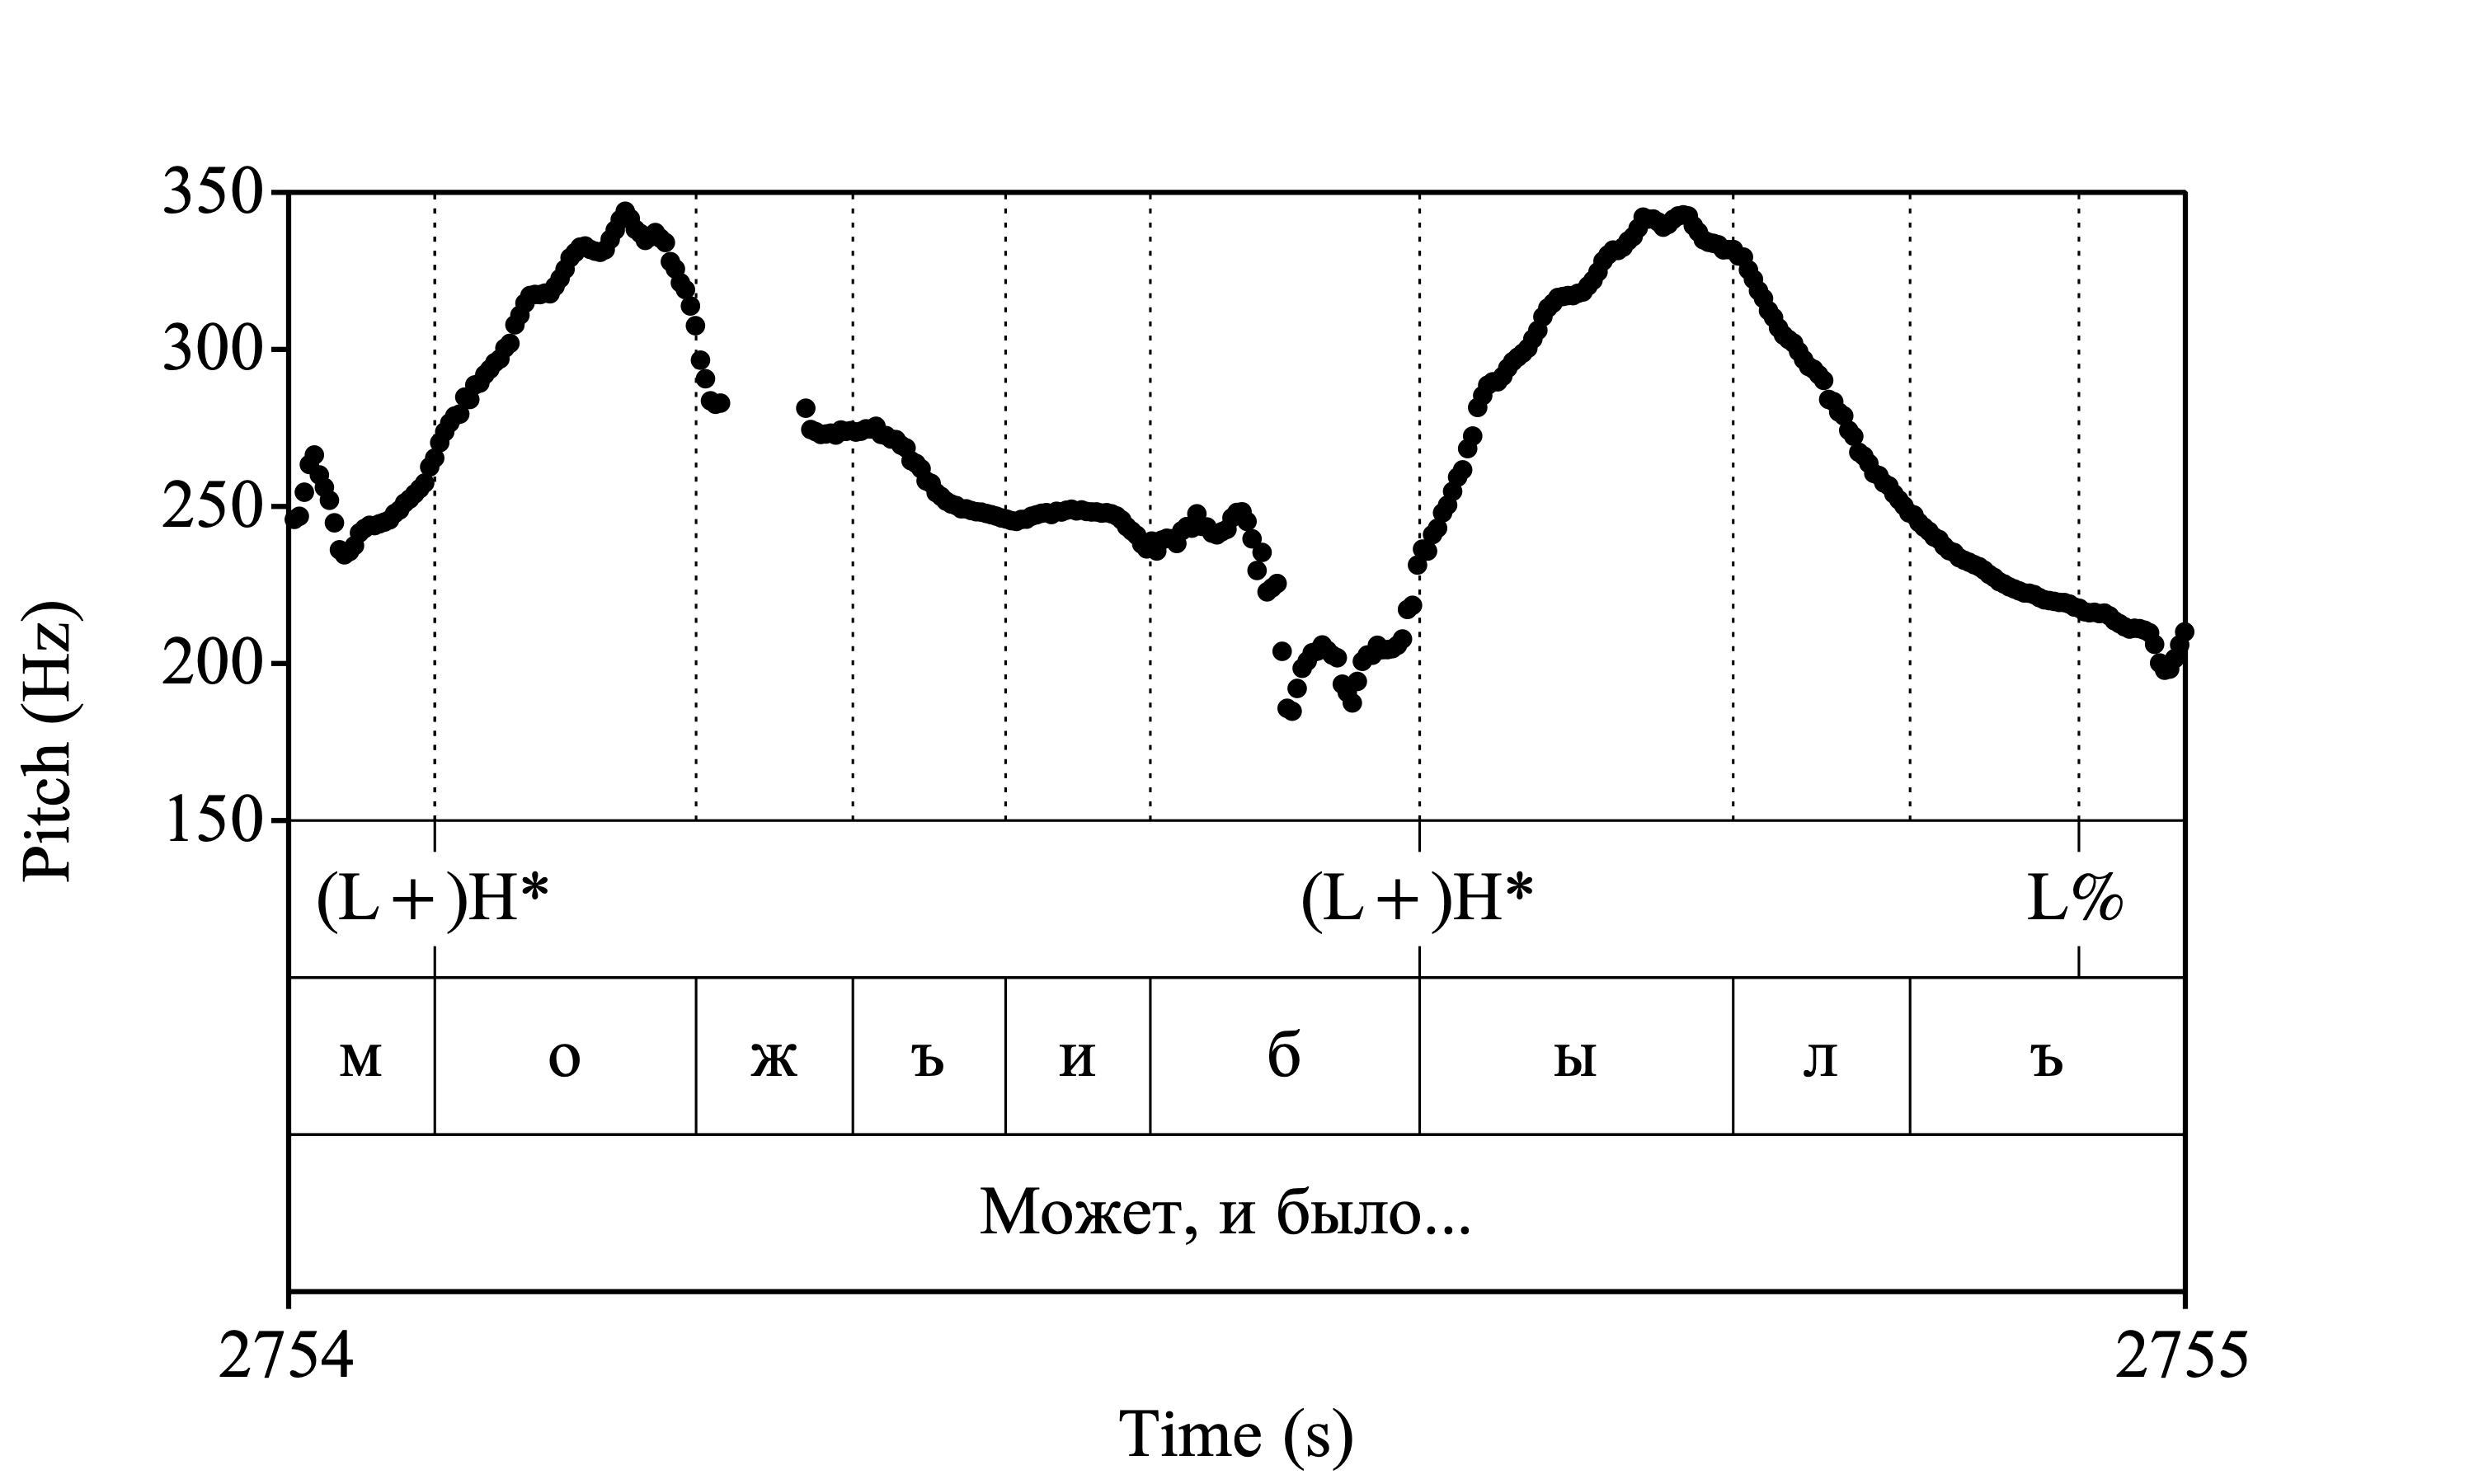 350
300
250
200
150
Pitch (Hz)
(L+)H* (L+)H* L%
м о ж ъ и б ы л ъ
Может, и было...
2754 2755
Time (s)